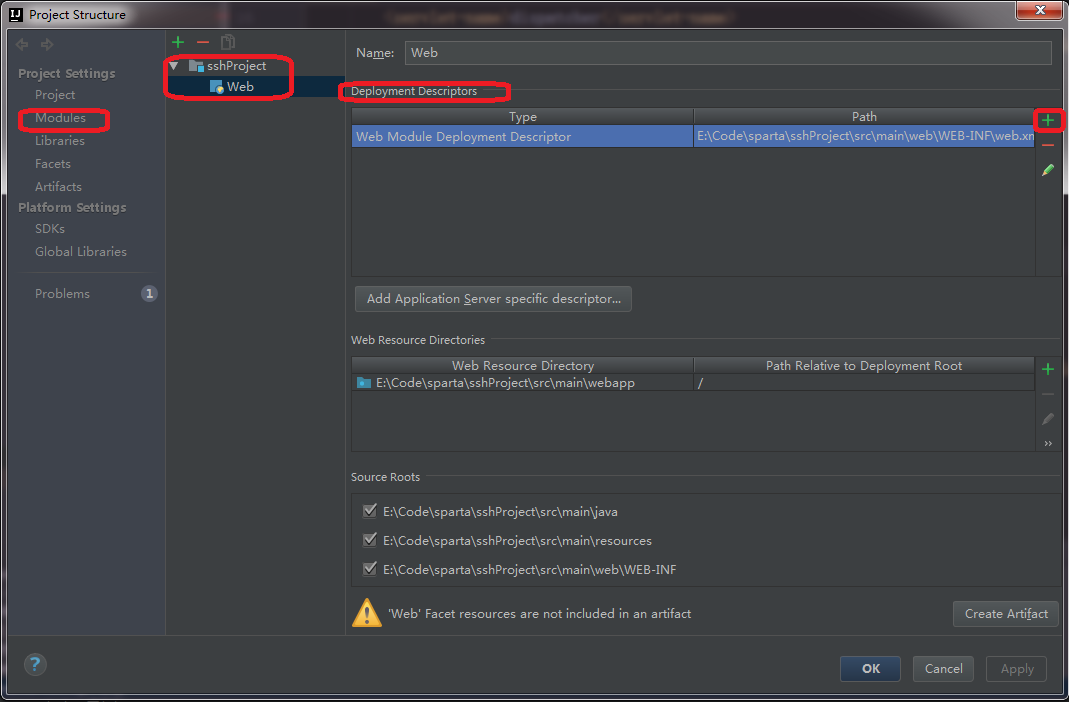 Project Structure
Project Settings
Project
Modules
Libraries
Facets
Artifacts
Platform Settings
SDKs
Global Libraries
Problems 1
sshProject
Web
Name: Web
Deployment Descriptors
Type Path
Web Module Deployment Descriptor E:\Code\sparta\sshProject\src\main\web\WEB-INF\web.xn
Add Application Server specific descriptor...
Web Resource Directories
Web Resource Directory Path Relative to Deployment Root
E:\Code\sparta\sshProject\src\main\webapp /
Source Roots
E:\Code\sparta\sshProject\src\main\java
E:\Code\sparta\sshProject\src\main\resources
E:\Code\sparta\sshProject\src\main\web\WEB-INF
'Web' Facet resources are not included in an artifact Create Artifact
? OK Cancel Apply